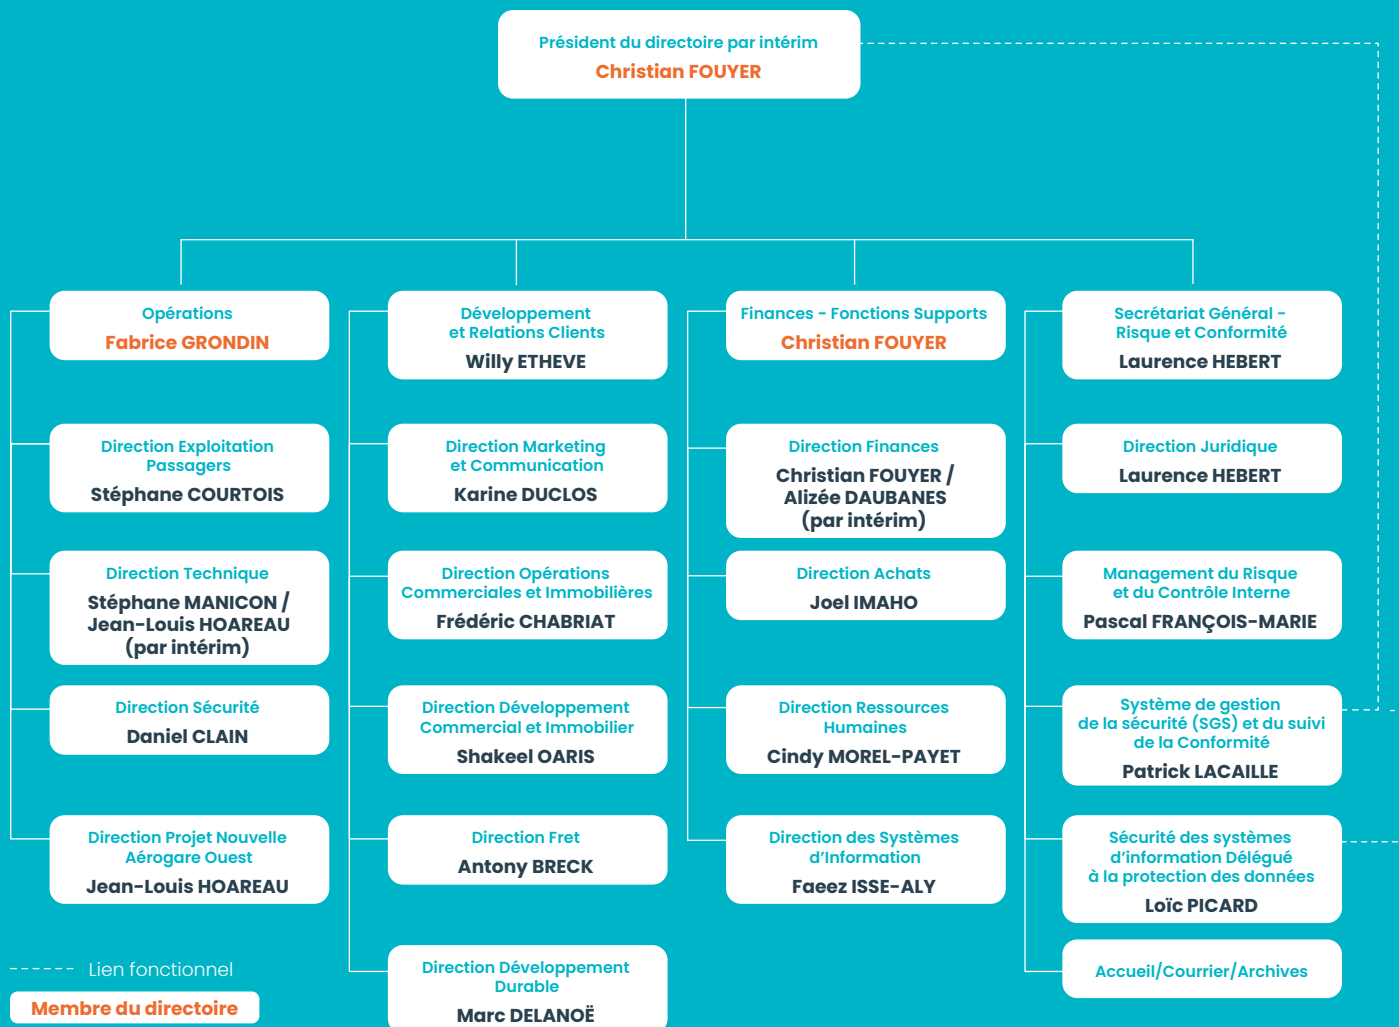 Président du directoire par intérim
Christian FOUYER
Opérations
Fabrice GRONDIN
Direction Exploitation
Passagers
Stéphane COURTOIS
Direction Technique
Stéphane MANICON /
Jean-Louis HOAREAU
(par intérim)
Direction Sécurité
Daniel CLAIN
Direction Projet Nouvelle
Aérogare Ouest
Jean-Louis HOAREAU
Développement
et Relations Clients
Willy ETHEVE
Direction Marketing
et Communication
Karine DUCLOS
Direction Opérations
Commerciales et Immobilières
Frédéric CHABRIAT
Direction Développement
Commercial et Immobilier
Shakeel OARIS
Direction Fret
Antony BRECK
Direction Développement
Durable
Marc DELANOË
Finances - Fonctions Supports
Christian FOUYER
Direction Finances
Christian FOUYER /
Alizée DAUBANES
(par intérim)
Direction Achats
Joel IMAHO
Direction Ressources
Humaines
Cindy MOREL-PAYET
Direction des Systèmes
d'Information
Faeez ISSE-ALY
Secrétariat Général -
Risque et Conformité
Laurence HEBERT
Direction Juridique
Laurence HEBERT
Management du Risque
et du Contrôle Interne
Pascal FRANÇOIS-MARIE
Système de gestion
de la sécurité (SGS) et du suivi
de la Conformité
Patrick LACAILLE
Sécurité des systèmes
d'information Délégué
à la protection des données
Loïc PICARD
Accueil/Courrier/Archives
Lien fonctionnel
Membre du directoire